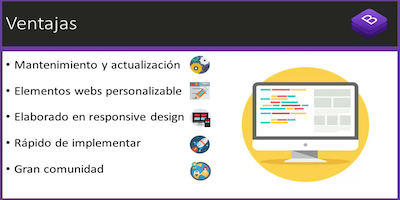 Ventajas
B
• Mantenimiento y actualización
• Elementos webs personalizable
• Elaborado en responsive design
• Rápido de implementar
• Gran comunidad